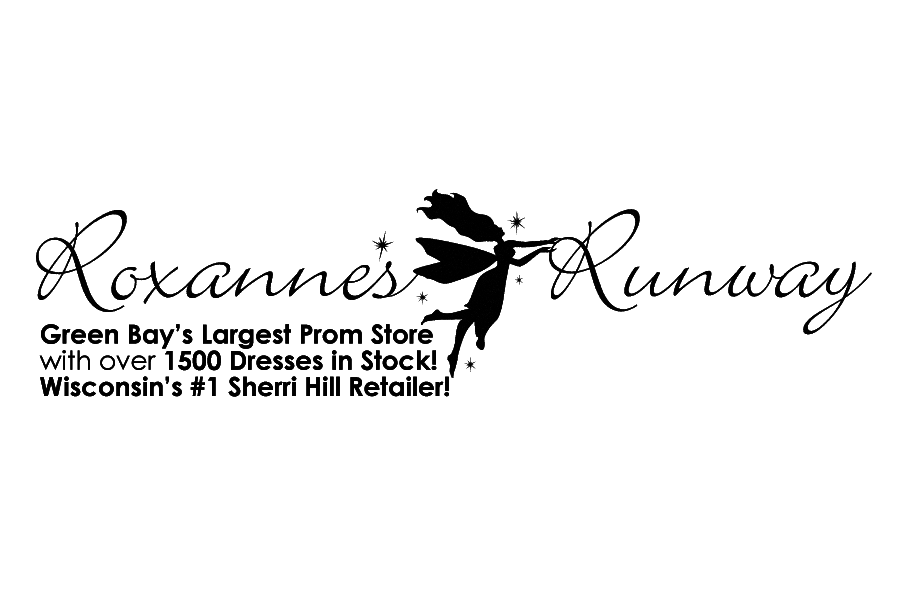 Roxannes Runway
Green Bay's Largest Prom Store
with over 1500 Dresses in Stock!
Wisconsin's #1 Sherri Hill Retailer!